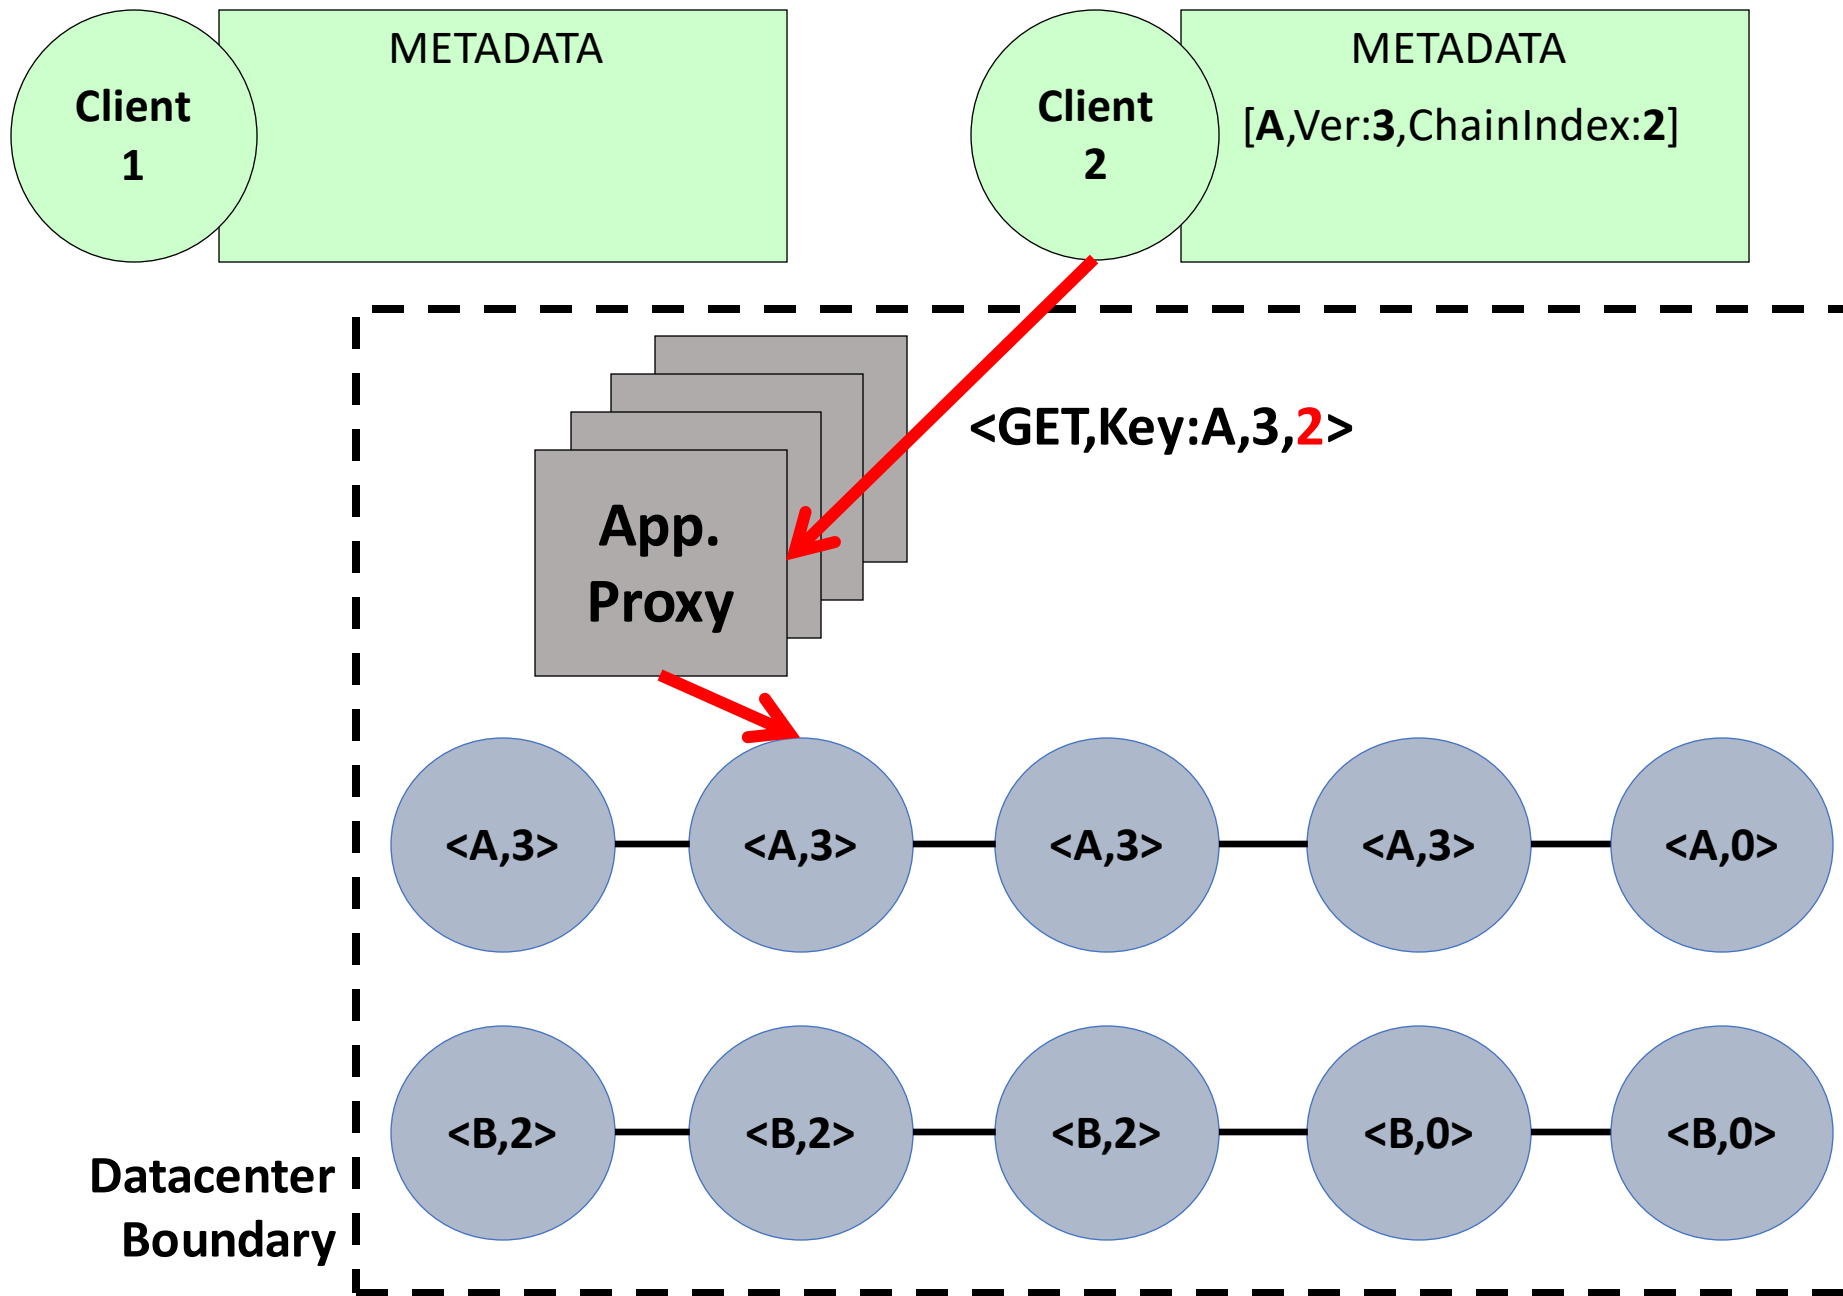 METADATA
Client
1
METADATA
[A,Ver:3,ChainIndex:2]
Client
2
<GET,Key:A,3,2>
App.
Proxy
<A,3> <A,3> <A,3> <A,3> <A,0>
<B,2> <B,2> <B,2> <B,0> <B,0>
Datacenter
Boundary